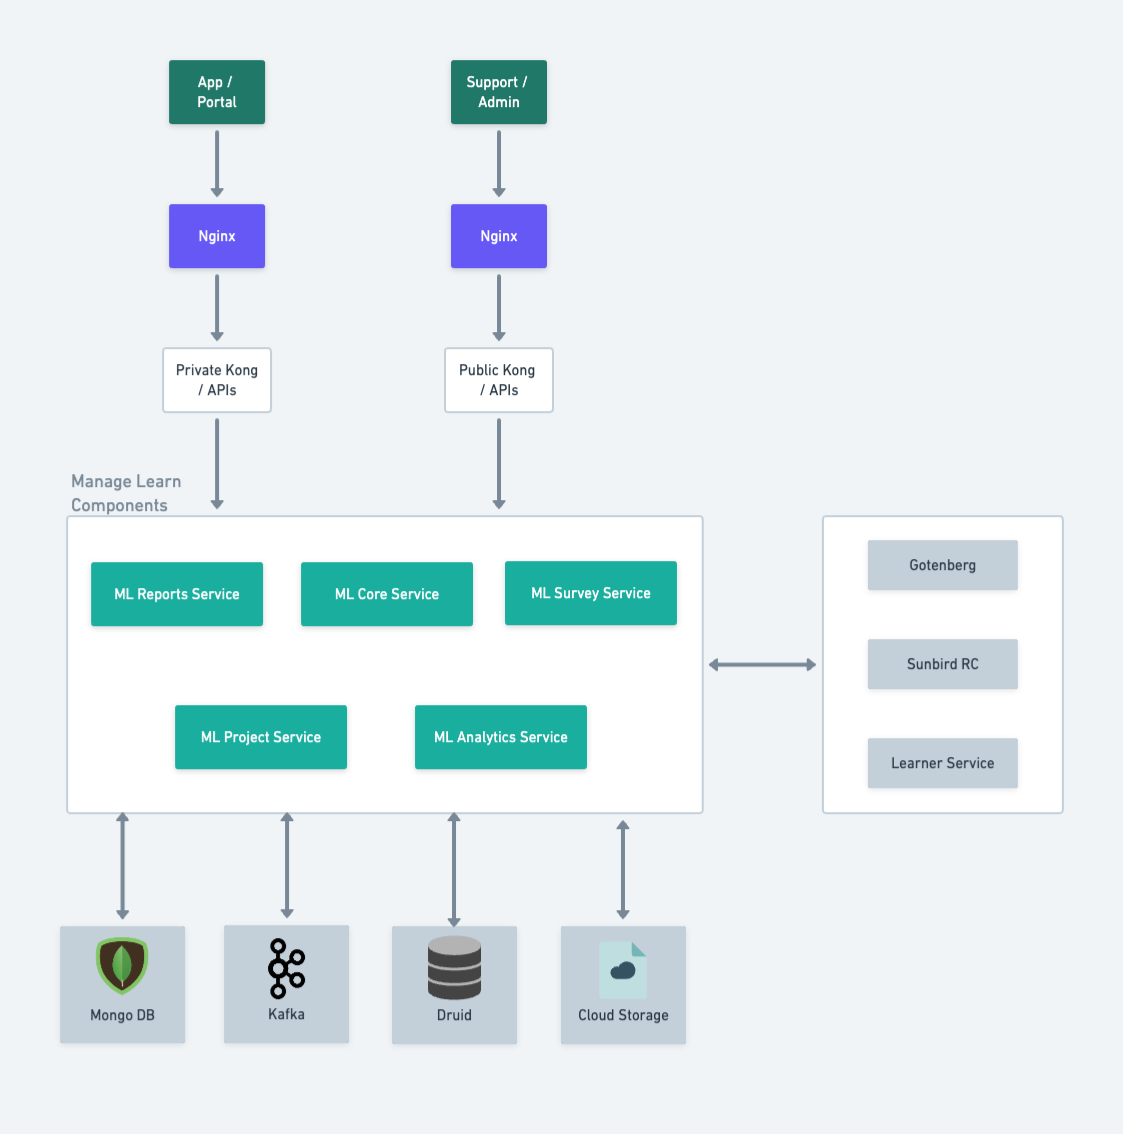 App /
Portal
Support /
Admin
Nginx
Nginx
Private Kong
/ APIs
Public Kong
/ APIs
Manage Learn
Components
ML Reports Service
ML Core Service
ML Survey Service
ML Project Service
ML Analytics Service
Gotenberg
Sunbird RC
Learner Service
Mongo DB
Kafka
Druid
Cloud Storage